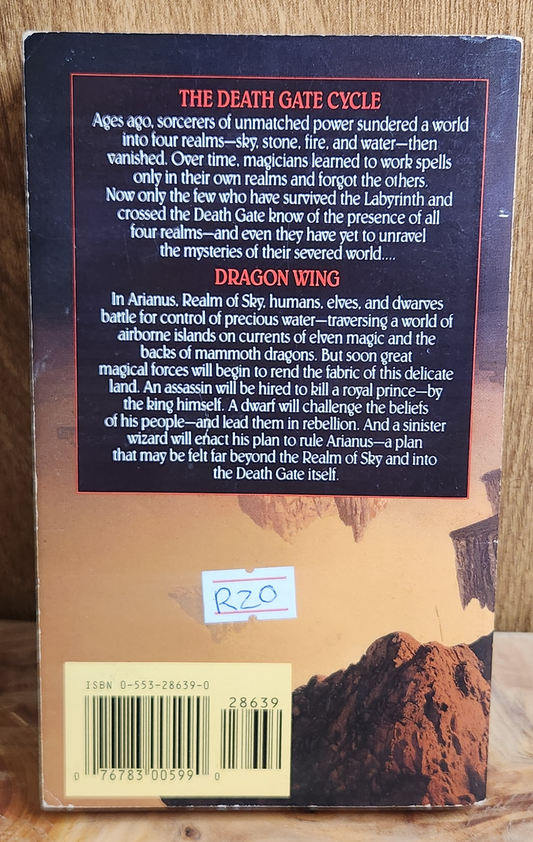 THE DEATH GATE CYCLE
Ages ago, sorcerers of unmatched power sundered a world
into four realms—sky, stone, fire, and water—then
vanished. Over time, magicians learned to work spells
only in their own realms and forgot the others.
Now only the few who have survived the Labyrinth and
crossed the Death Gate know of the presence of all
four realms—and even they have yet to unravel
the mysteries of their severed world....
DRAGON WING
In Arianus, Realm of Sky, humans, elves, and dwarves
battle for control of precious water—traversing a world of
airborne islands on currents of elven magic and the
backs of mammoth dragons. But soon great
magical forces will begin to rend the fabric of this delicate
land. An assassin will be hired to kill a royal prince—by
the king himself. A dwarf will challenge the beliefs
of his people—and lead them in rebellion. And a sinister
wizard will enact his plan to rule Arianus—a plan
that may be felt far beyond the Realm of Sky and into
the Death Gate itself.
R20
ISBN 0-553-28639-0
28639
0 76783 00599 0